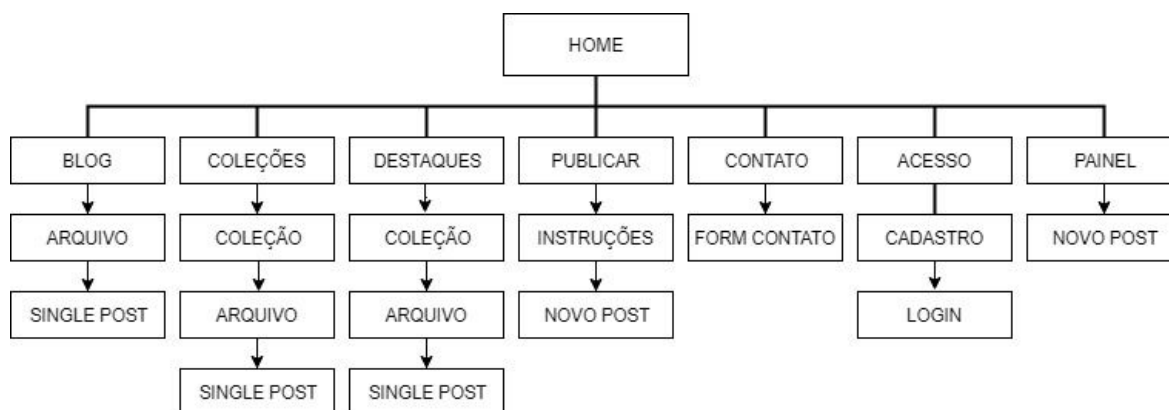 HOME
BLOG
COLEÇÕES
DESTAQUES
PUBLICAR
CONTATO
ACESSO
PAINEL
ARQUIVO
COLEÇÃO
COLEÇÃO
INSTRUÇÕES
FORM CONTATO
CADASTRO
NOVO POST
SINGLE POST
ARQUIVO
ARQUIVO
NOVO POST
LOGIN
SINGLE POST
SINGLE POST